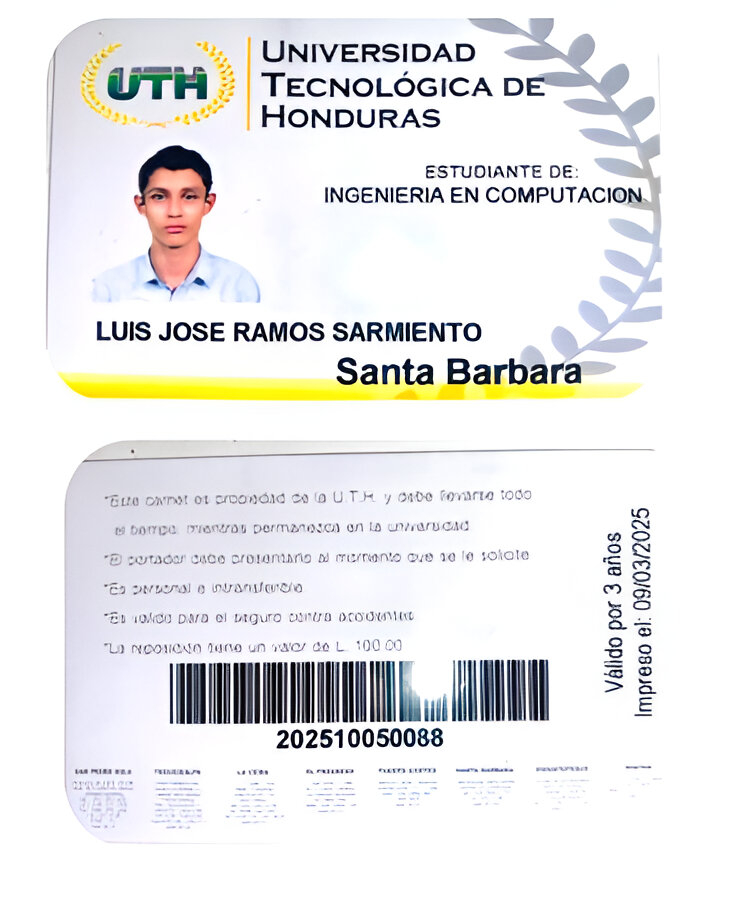 UTH
UNIVERSIDAD
TECNOLÓGICA DE
HONDURAS
ESTUDIANTE DE:
INGENIERIA EN COMPUTACION
LUIS JOSE RAMOS SARMIENTO
Santa Barbara
*Este carnet es propiedad de la U.T.H. y debe llevarse todo
el tiempo, mientras permanezca en la universidad
*El portador debe presentarlo al momento que se le solicite
*Es personal e intransferible
*Es valido para el seguro contra accidentes
*La reposición tiene un valor de L. 100.00
Válido por 3 años
Impreso el: 09/03/2025
202510050088